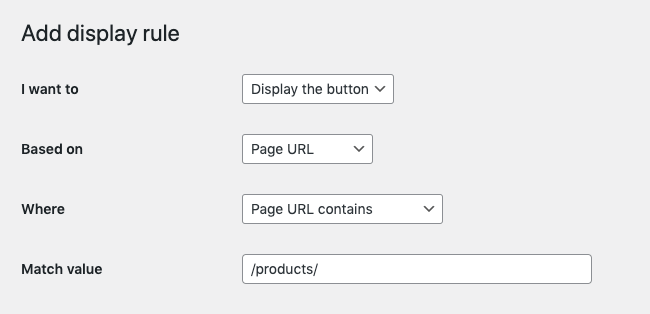 Add display rule
I want to Display the button
Based on Page URL
Where Page URL contains
Match value /products/